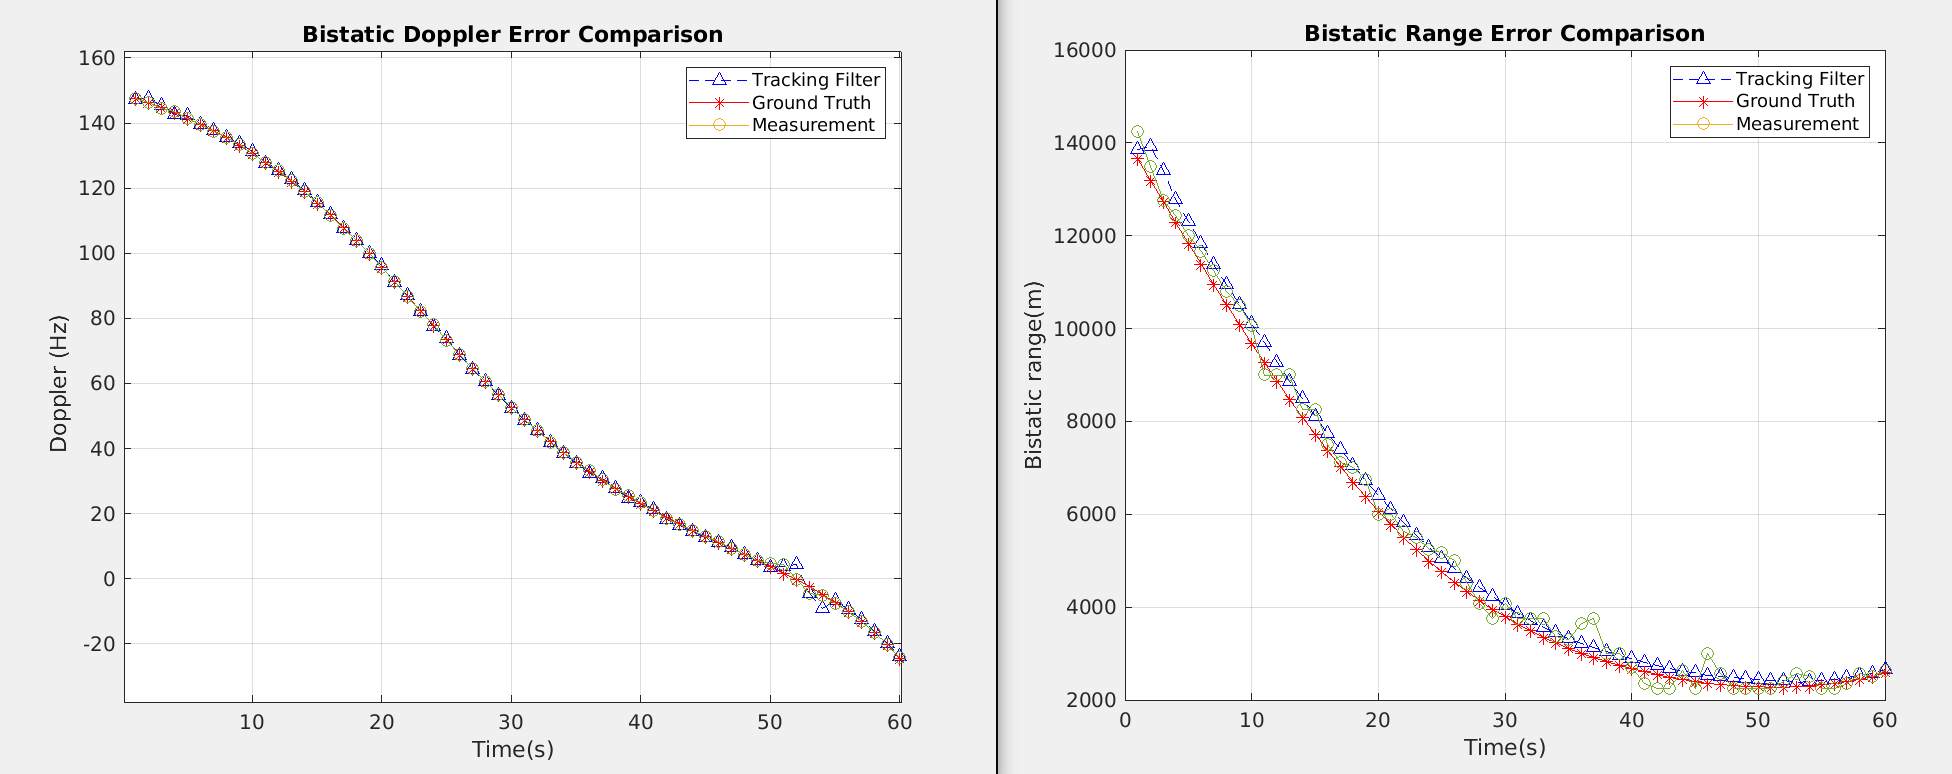 Bistatic Doppler Error Comparison
160
140
120
100
80
60
40
20
0
-20
Doppler (Hz)
Tracking Filter
Ground Truth
Measurement
10
20
30
40
50
60
Time(s)
Bistatic Range Error Comparison
16000
14000
12000
10000
8000
6000
4000
2000
Bistatic range(m)
Tracking Filter
Ground Truth
Measurement
0
10
20
30
40
50
60
Time(s)